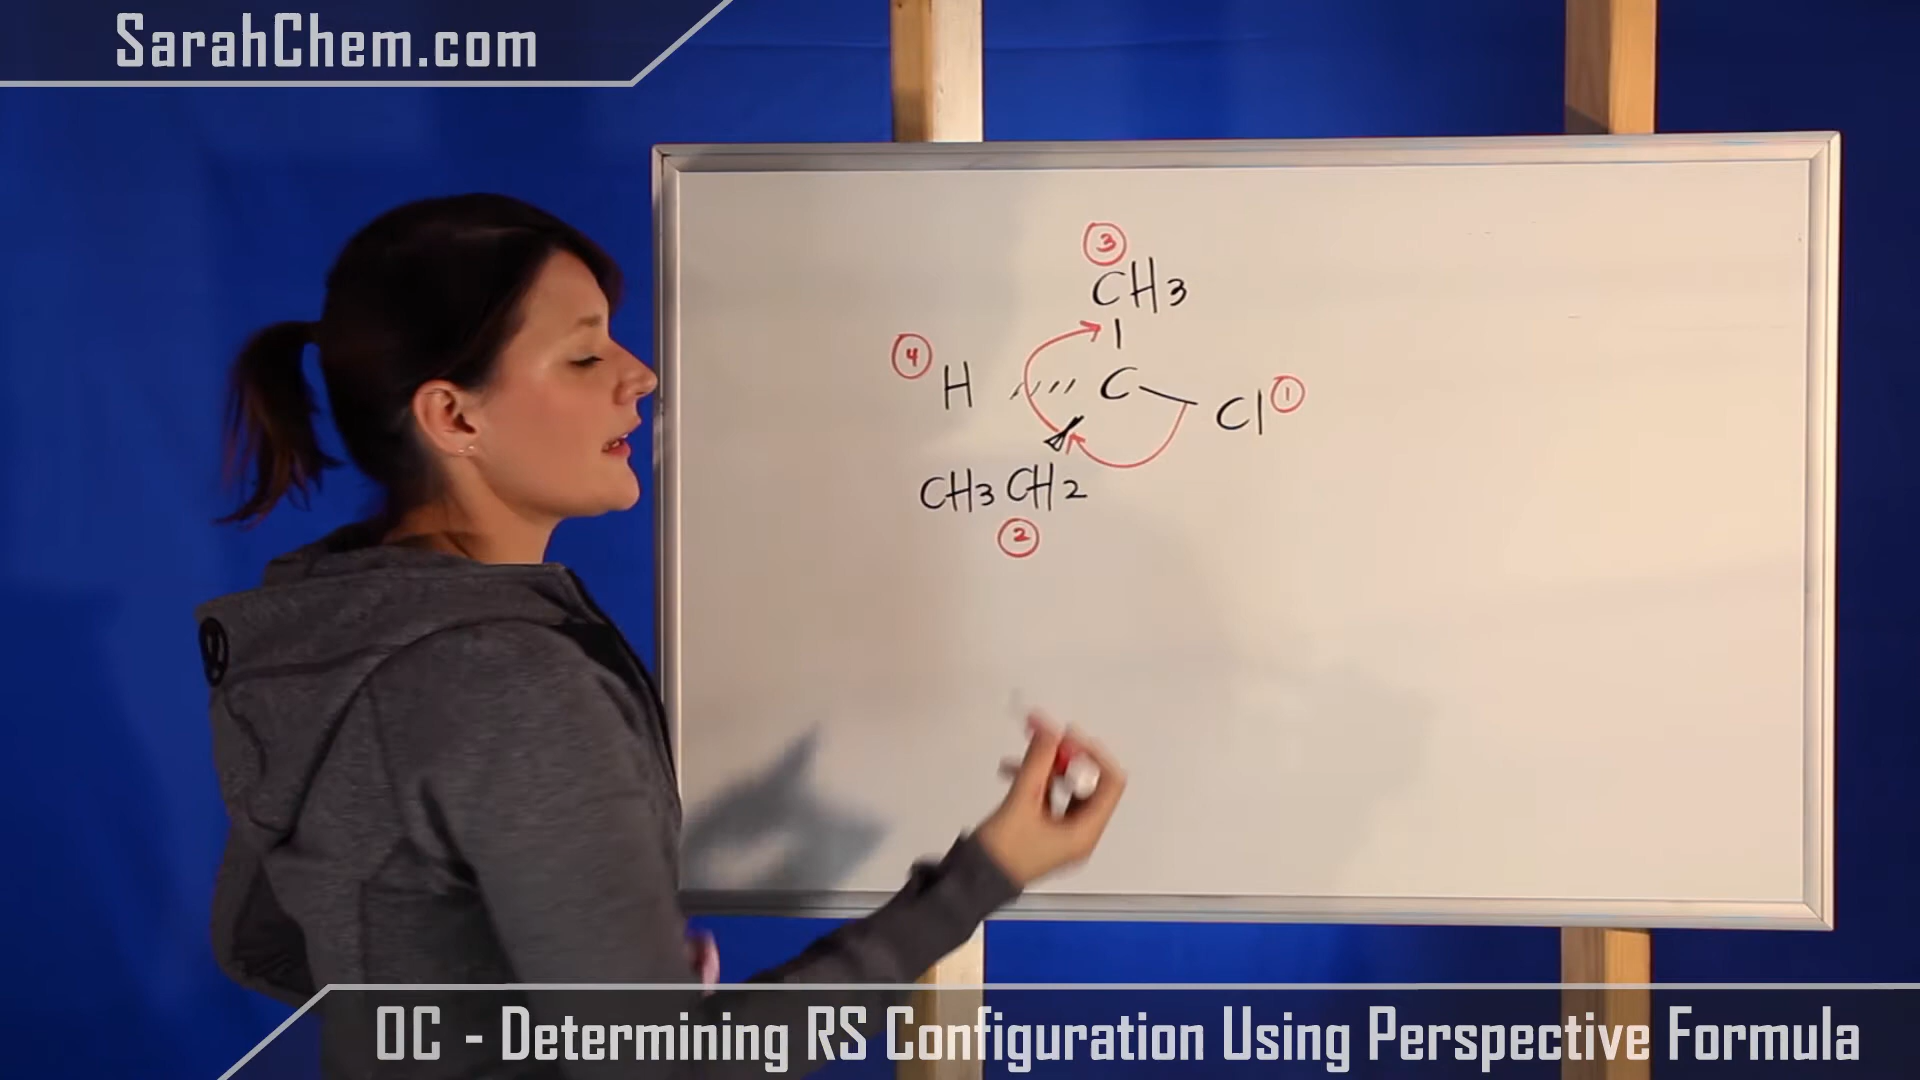 SarahChem.com
3
CH3
4
H
C
Cl
1
CH3CH2
2
OC - Determining RS Configuration Using Perspective Formula